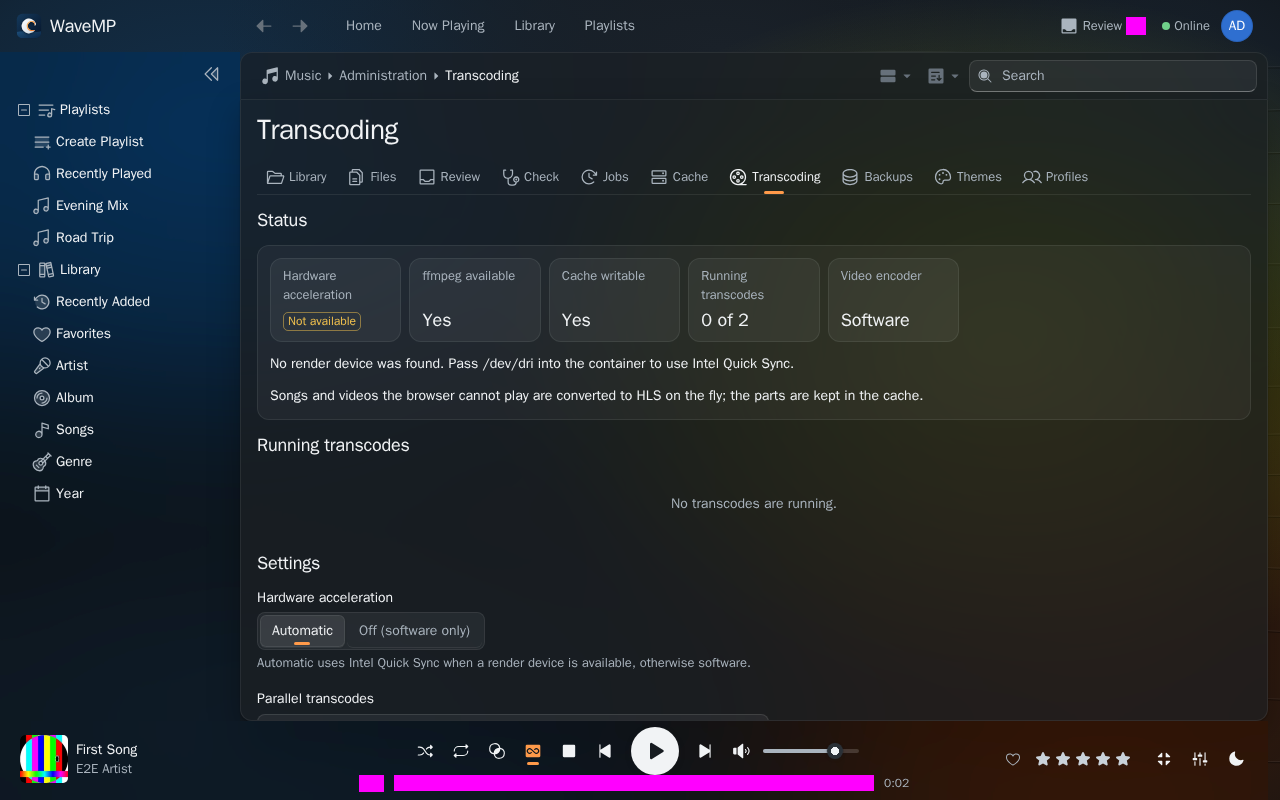 WaveMP
Home
Now Playing
Library
Playlists
Review
Online
AD
Music
Administration
Transcoding
Search
Playlists
Create Playlist
Recently Played
Evening Mix
Road Trip
Library
Recently Added
Favorites
Artist
Album
Songs
Genre
Year
Transcoding
Library
Files
Review
Check
Jobs
Cache
Transcoding
Backups
Themes
Profiles
Status
Hardware
acceleration
Not available
ffmpeg available
Yes
Cache writable
Yes
Running
transcodes
0 of 2
Video encoder
Software
No render device was found. Pass /dev/dri into the container to use Intel Quick Sync.
Songs and videos the browser cannot play are converted to HLS on the fly; the parts are kept in the cache.
Running transcodes
No transcodes are running.
Settings
Hardware acceleration
Automatic
Off (software only)
Automatic uses Intel Quick Sync when a render device is available, otherwise software.
Parallel transcodes
First Song
E2E Artist
0:02